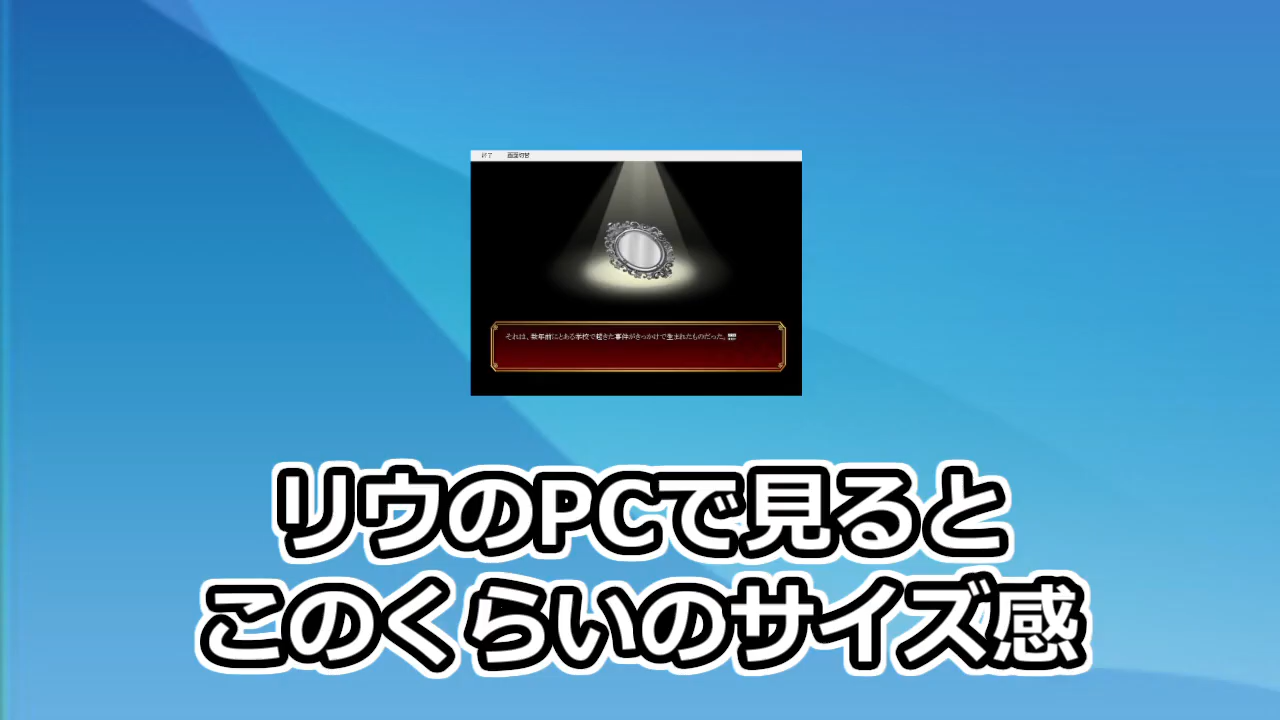 終了 画面切替
それは、数年前にとある学校で起きた事件がきっかけで生まれたものだった。
リウのPCで見ると
このくらいのサイズ感